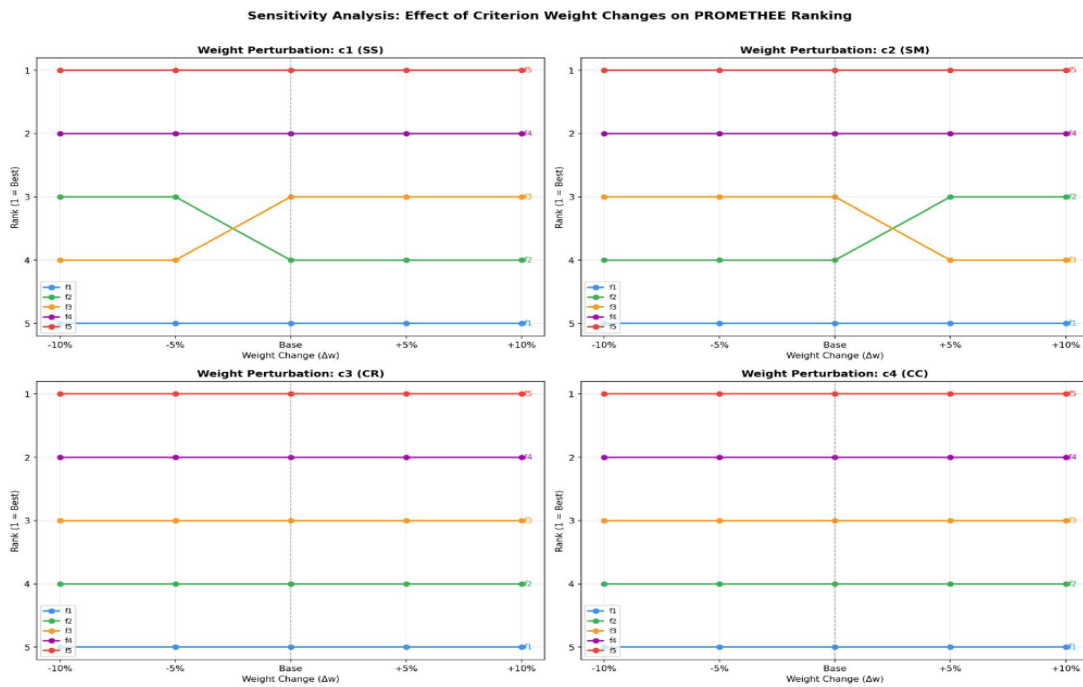 Sensitivity Analysis: Effect of Criterion Weight Changes on PROMETHEE Ranking
Weight Perturbation: c1 (SS)
Rank (1 = Best)
1
2
3
4
5
f5
f4
f3
f2
f1
f1
f2
f3
f4
f5
-10%
-5%
Base
+5%
+10%
Weight Change (Δw)
Weight Perturbation: c2 (SM)
Rank (1 = Best)
1
2
3
4
5
f5
f4
f2
f3
f1
f1
f2
f3
f4
f5
-10%
-5%
Base
+5%
+10%
Weight Change (Δw)
Weight Perturbation: c3 (CR)
Rank (1 = Best)
1
2
3
4
5
f5
f4
f3
f2
f1
f1
f2
f3
f4
f5
-10%
-5%
Base
+5%
+10%
Weight Change (Δw)
Weight Perturbation: c4 (CC)
Rank (1 = Best)
1
2
3
4
5
f5
f4
f3
f2
f1
f1
f2
f3
f4
f5
-10%
-5%
Base
+5%
+10%
Weight Change (Δw)